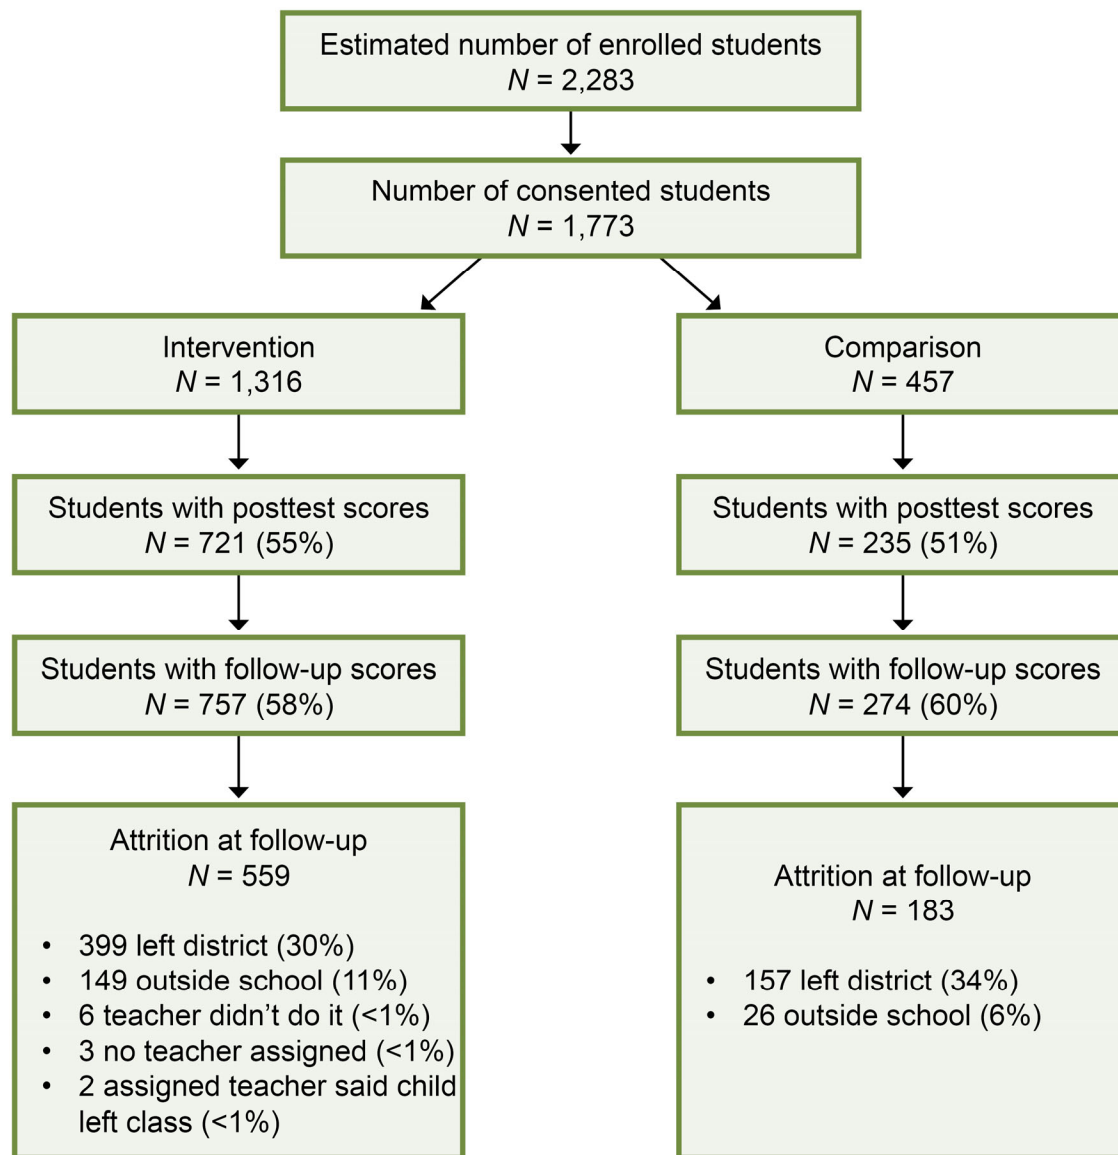 Estimated number of enrolled students
N = 2,283
Number of consented students
N = 1,773
Intervention
N = 1,316
Comparison
N = 457
Students with posttest scores
N = 721 (55%)
Students with posttest scores
N = 235 (51%)
Students with follow-up scores
N = 757 (58%)
Students with follow-up scores
N = 274 (60%)
Attrition at follow-up
N = 559
• 399 left district (30%)
• 149 outside school (11%)
• 6 teacher didn’t do it (<1%)
• 3 no teacher assigned (<1%)
• 2 assigned teacher said child
left class (<1%)
Attrition at follow-up
N = 183
• 157 left district (34%)
• 26 outside school (6%)